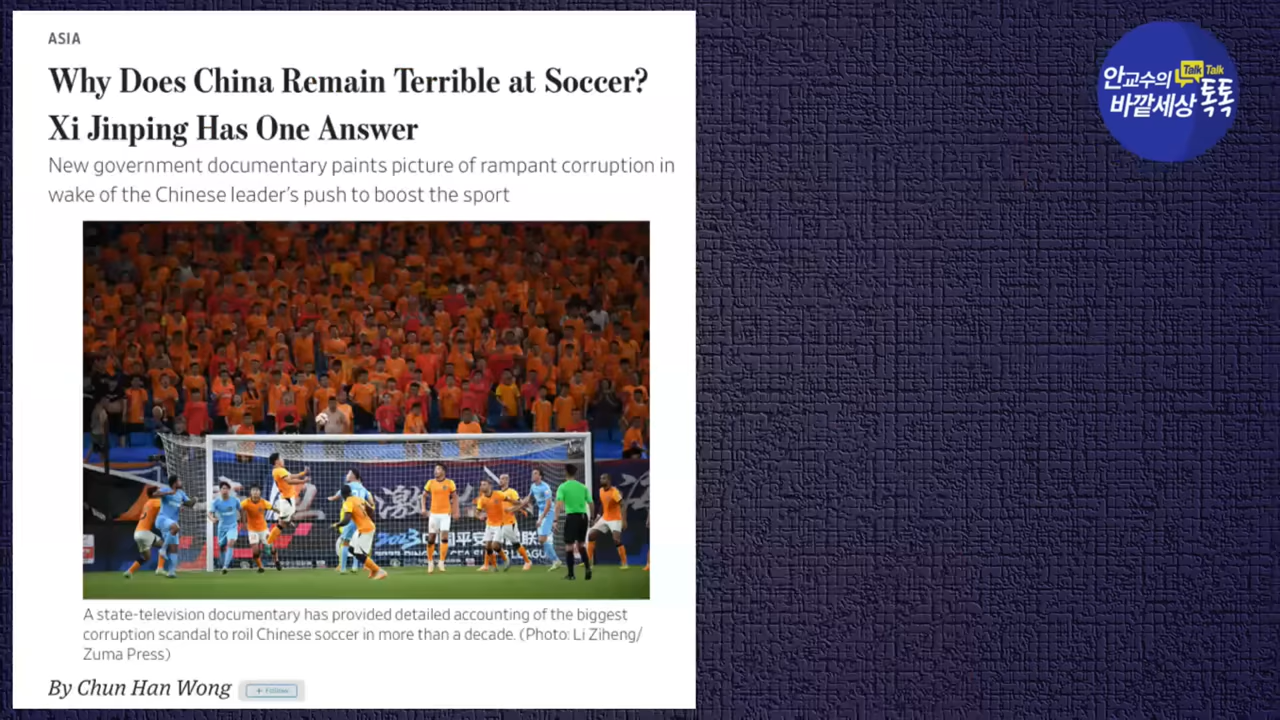 ASIA
Why Does China Remain Terrible at Soccer?
Xi Jinping Has One Answer
New government documentary paints picture of rampant corruption in
wake of the Chinese leader's push to boost the sport
2023
A state-television documentary has provided detailed accounting of the biggest
corruption scandal to roil Chinese soccer in more than a decade. (Photo: Li Ziheng/
Zuma Press)
By Chun Han Wong
+ Follow
안교수의
Talk Talk
바깥세상 톡톡